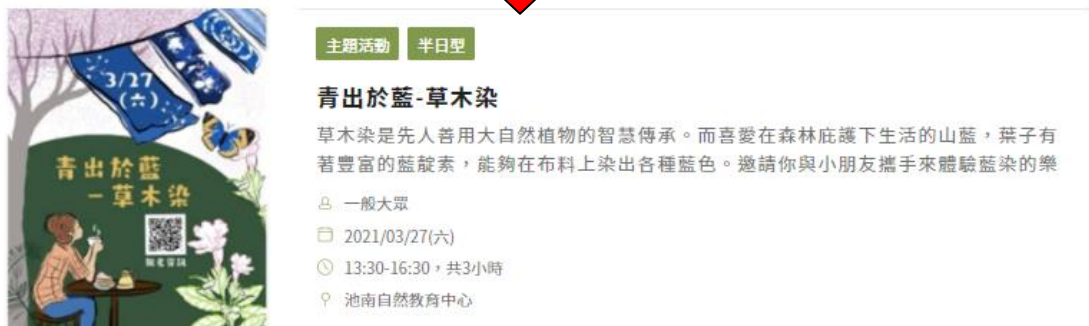 主題活動 半日型
青出於藍-草木染
草木染是先人善用大自然植物的智慧傳承。而喜愛在森林庇護下生活的山藍，葉子有
著豐富的藍靛素，能夠在布料上染出各種藍色。邀請你與小朋友攜手來體驗藍染的樂
一般大眾
2021/03/27(六)
13:30-16:30，共3小時
池南自然教育中心
3/27
(六)
青出於藍
－草木染